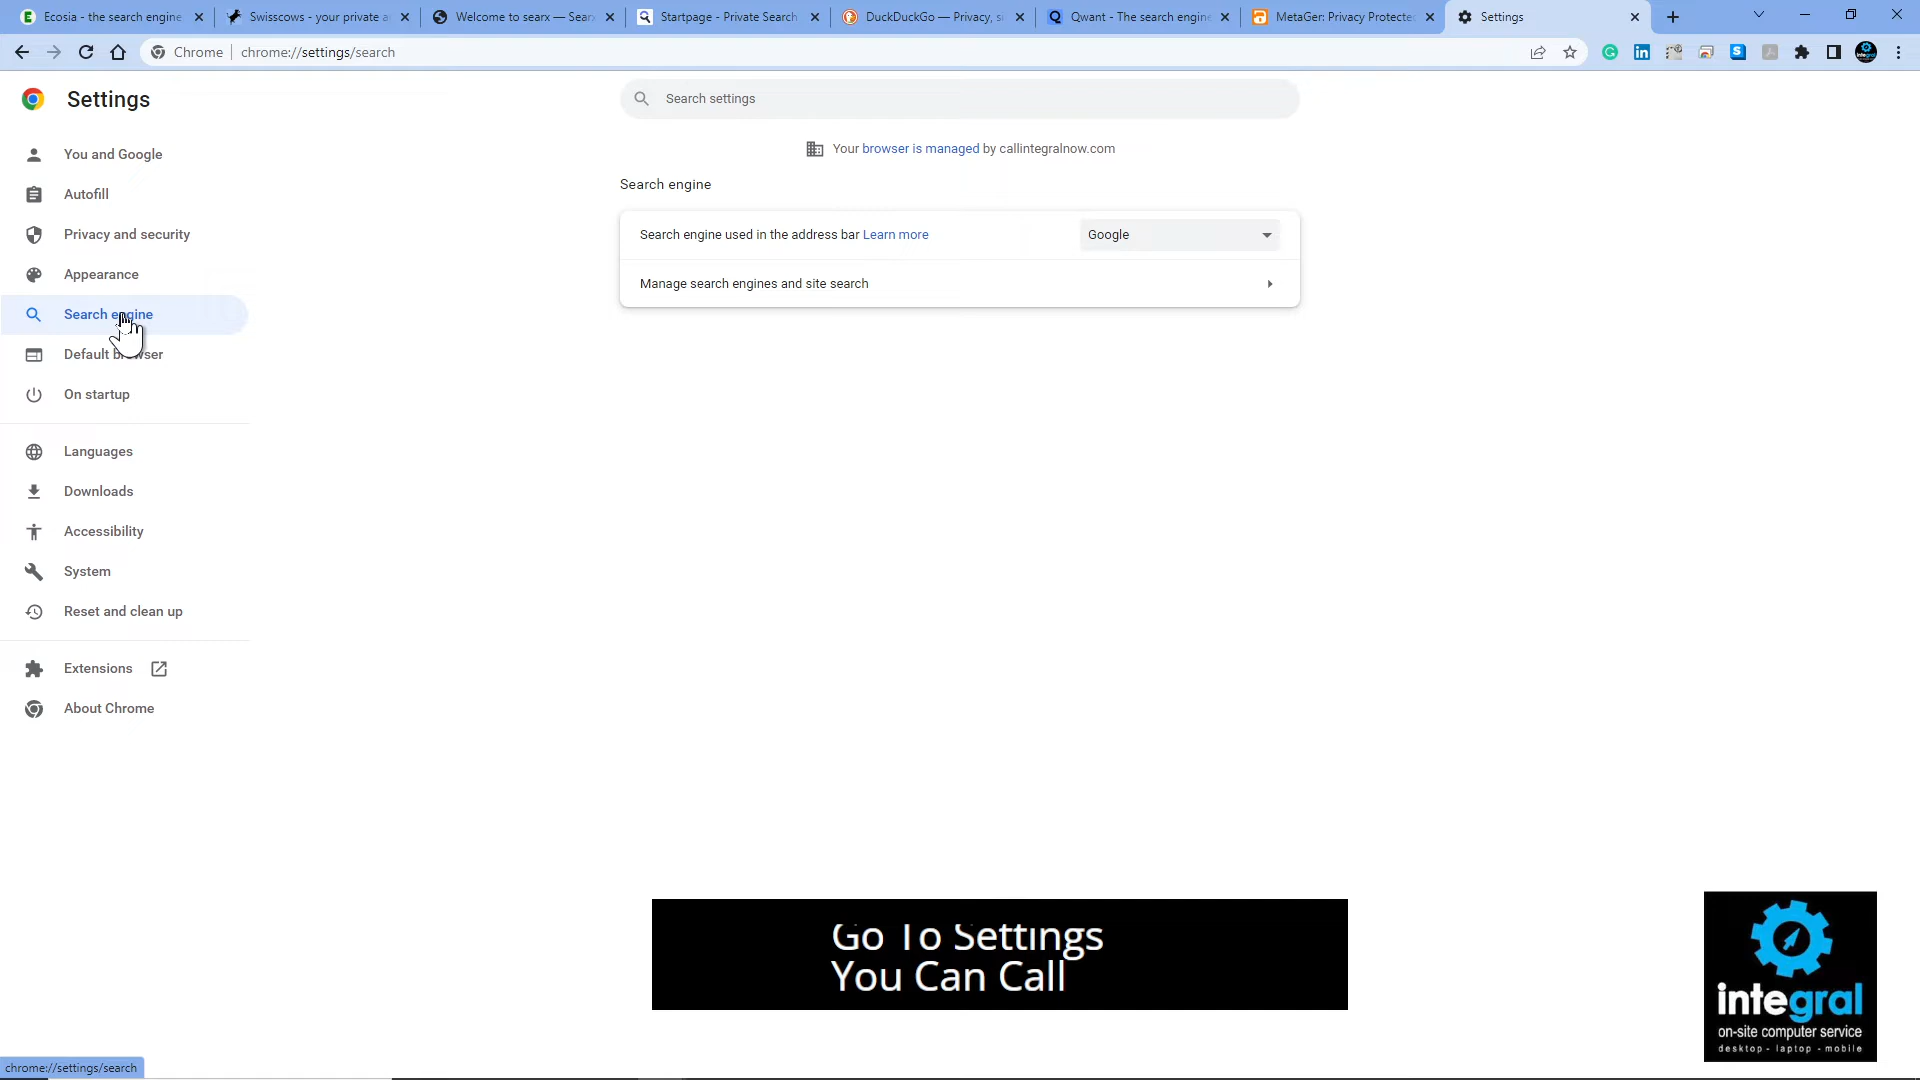 Ecosia - the search engine
Swisscows - your private a
Welcome to searx — Sear
Startpage - Private Search
DuckDuckGo — Privacy, s
Qwant - The search engine
MetaGer: Privacy Protecte
Settings
Chrome
chrome://settings/search
Settings
Search settings
You and Google
Autofill
Privacy and security
Appearance
Search engine
Default browser
On startup
Languages
Downloads
Accessibility
System
Reset and clean up
Extensions
About Chrome
Your browser is managed by callintegralnow.com
Search engine
Search engine used in the address bar Learn more
Google
Manage search engines and site search
Go To Settings
You Can Call
integral
on-site computer service
desktop - laptop - mobile
chrome://settings/search